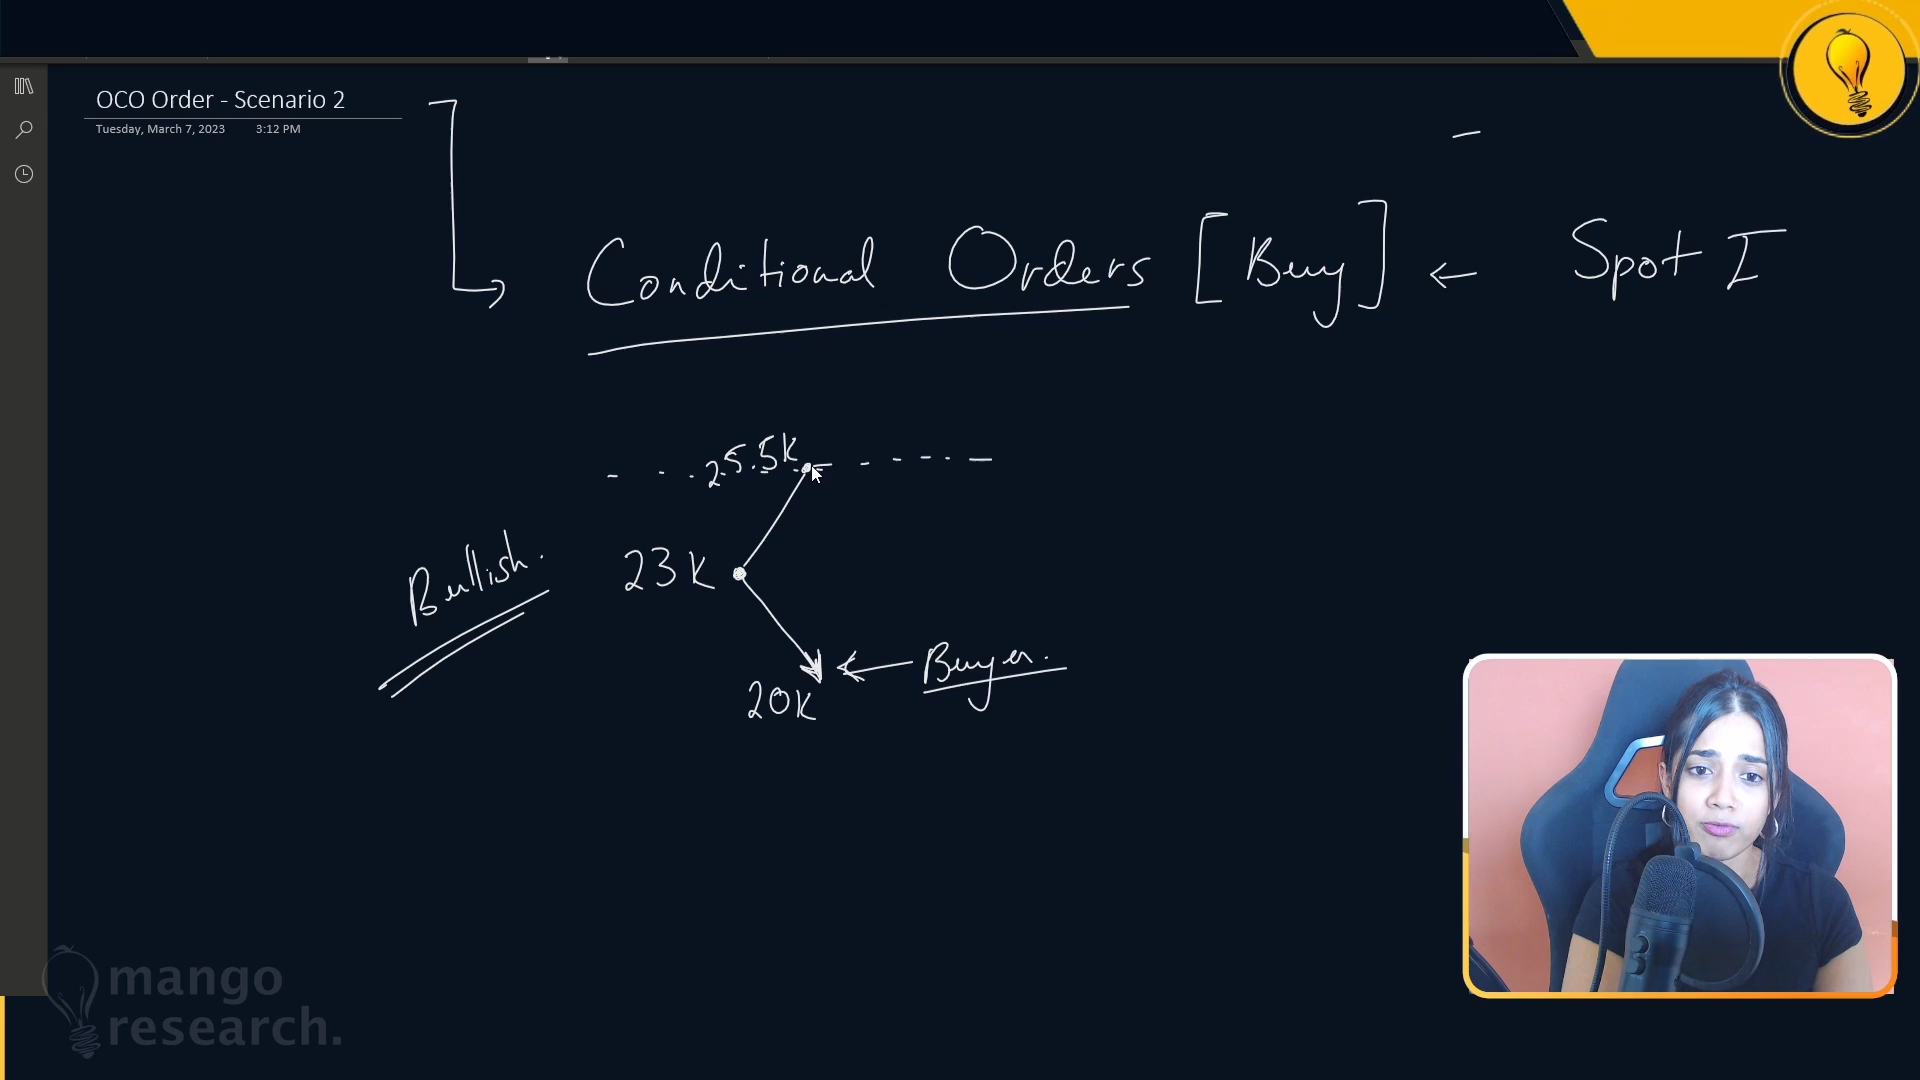 OCO Order - Scenario 2
Tuesday, March 7, 2023 3:12 PM
Conditional Orders [Buy] ← Spot I
25.5K
Bullish.
23K
Buyer.
20K
mango
research.